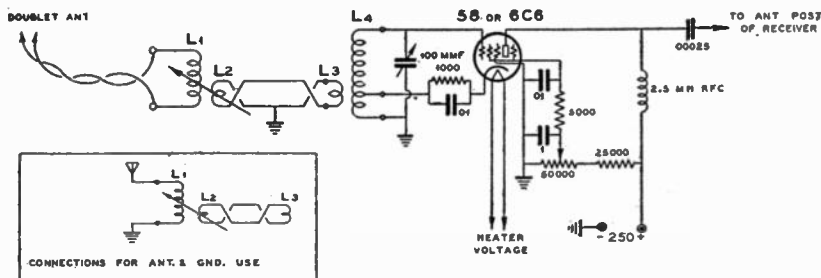 DOUBLET ANT
L1
L2
L3
L4
58 OR 6C6
TO ANT POST
OF RECEIVER
.00025
100 MMF
1000
.01
.01
5000
2.5 MH RFC
.1
50000
25000
HEATER
VOLTAGE
- 250 +
L1
L2
L3
CONNECTIONS FOR ANT. & GND. USE